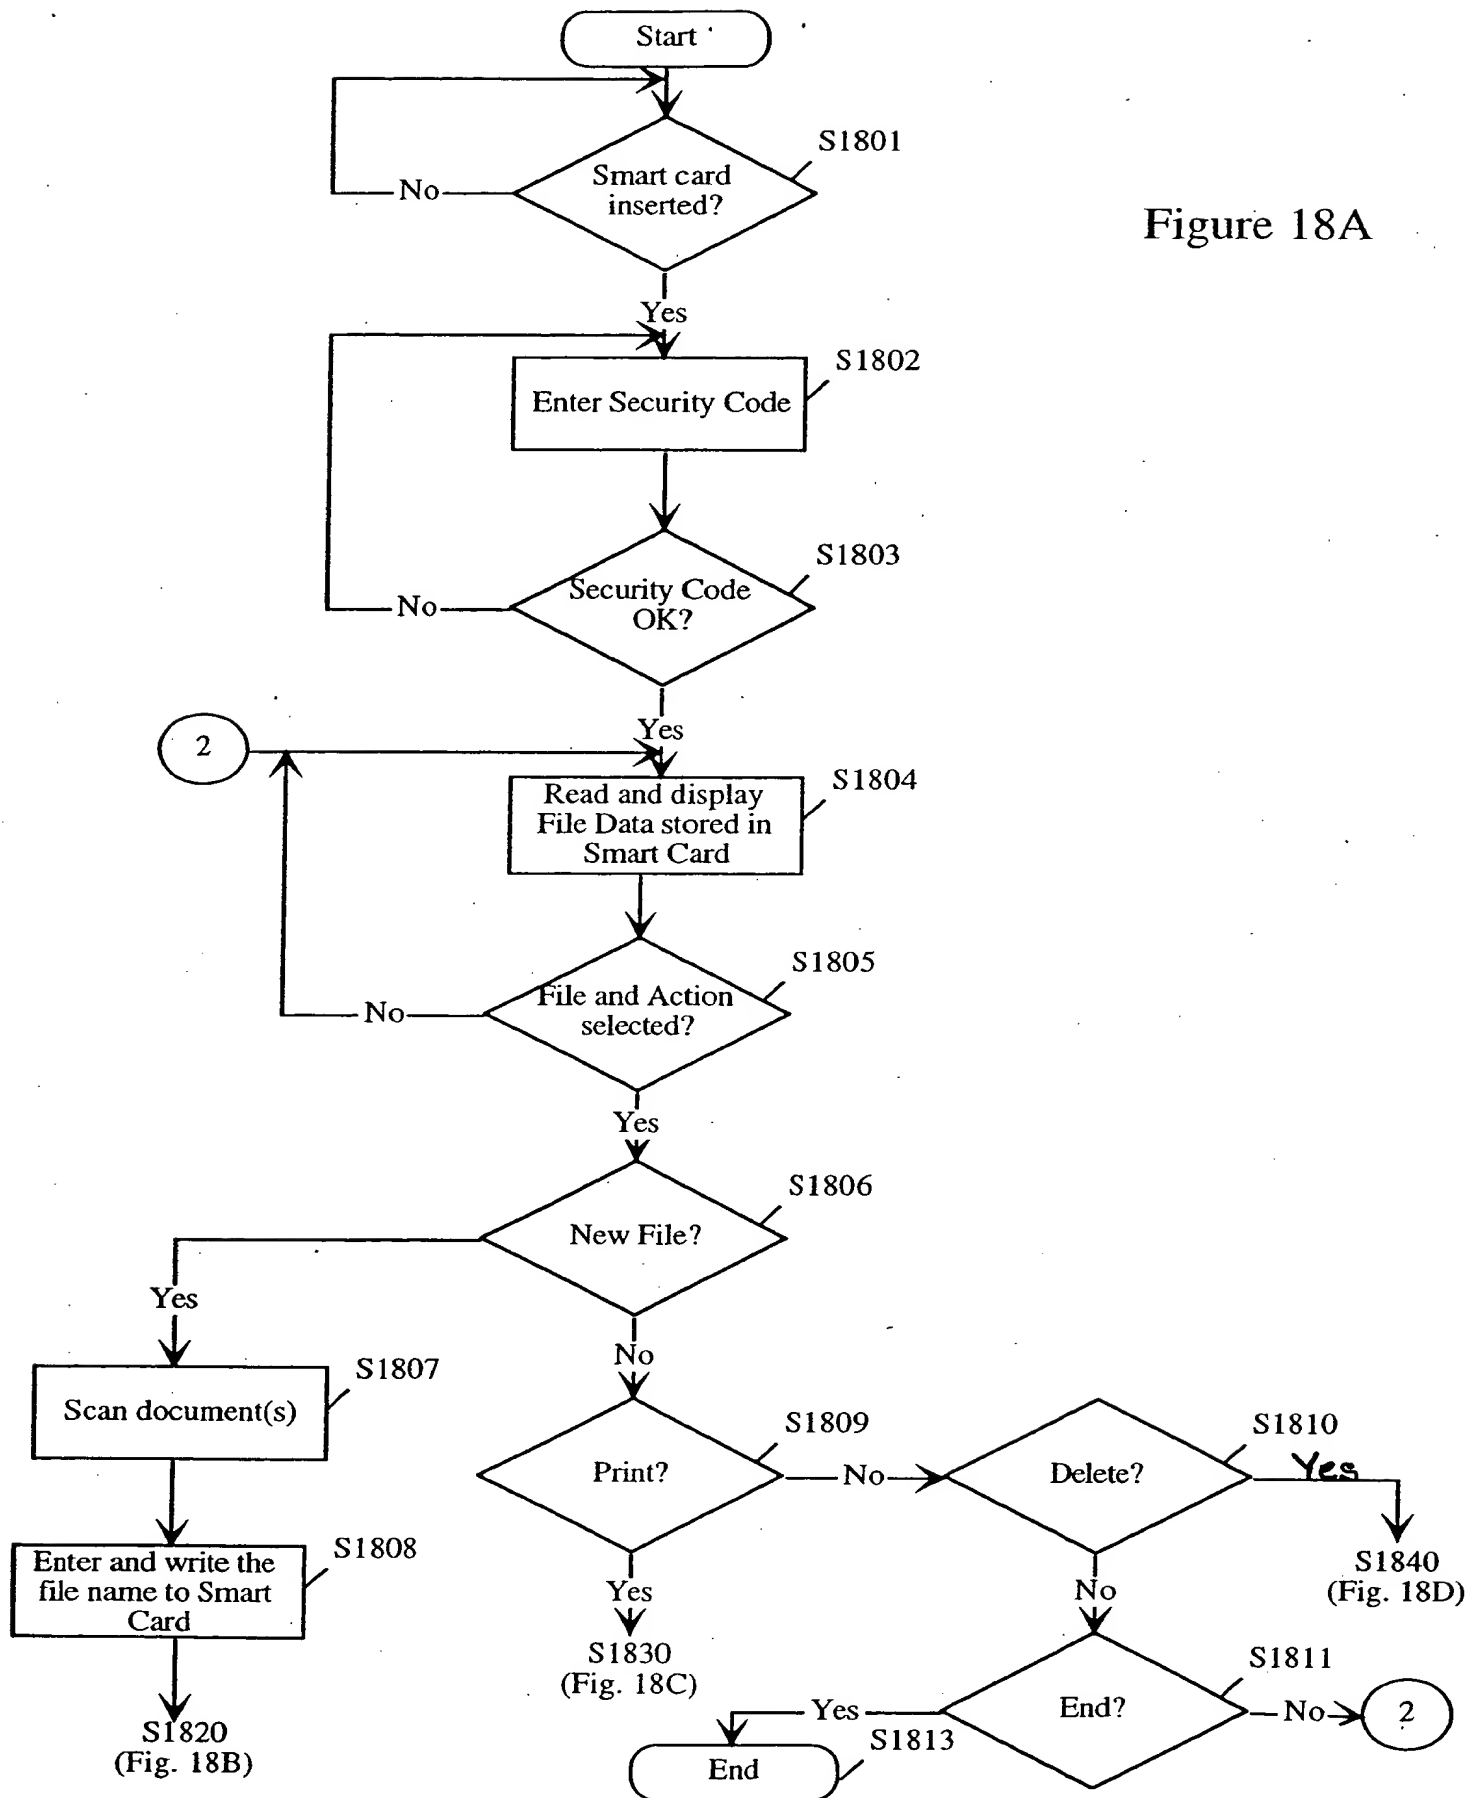 Start
S1801
Smart card
inserted?
No
Figure 18A
Yes
S1802
Enter Security Code
S1803
Security Code
OK?
No
Yes
2
S1804
Read and display
File Data stored in
Smart Card
S1805
File and Action
selected?
No
Yes
S1806
New File?
Yes
No
S1807
Scan document(s)
S1809
Print?
No
S1810
Delete?
Yes
S1808
Enter and write the
file name to Smart
Card
Yes
S1830
(Fig. 18C)
No
S1840
(Fig. 18D)
S1820
(Fig. 18B)
S1811
End?
Yes
No
2
S1813
End